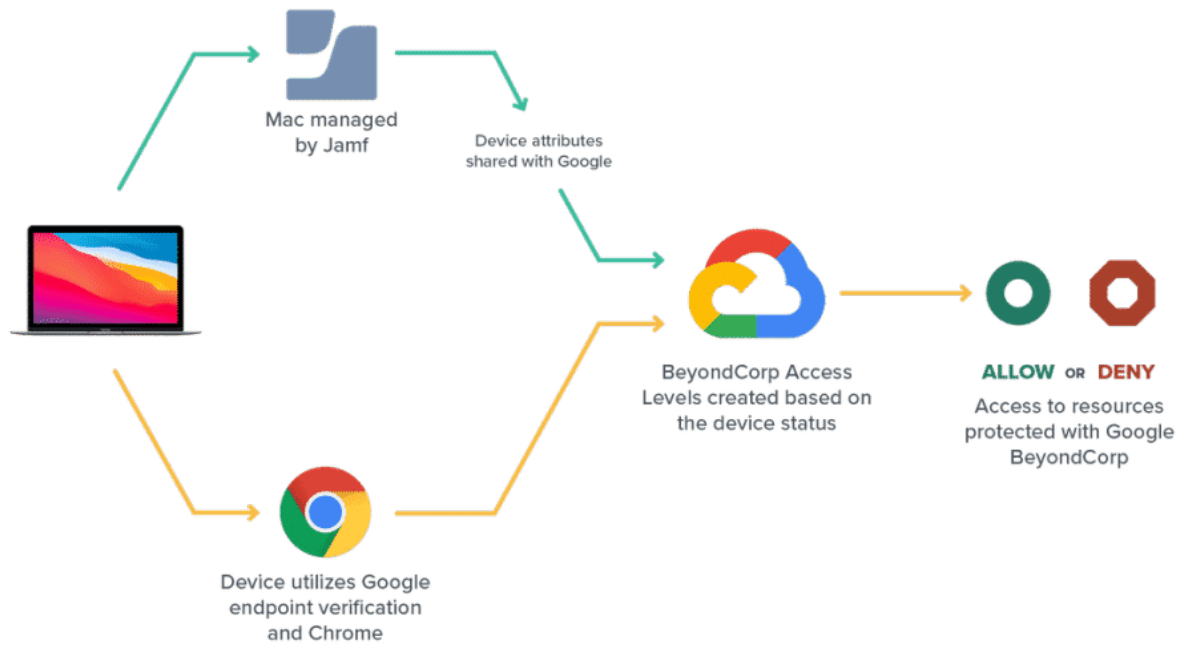 Mac managed
by Jamf
Device attributes
shared with Google
BeyondCorp Access
Levels created based on
the device status
ALLOW OR DENY
Access to resources
protected with Google
BeyondCorp
Device utilizes Google
endpoint verification
and Chrome